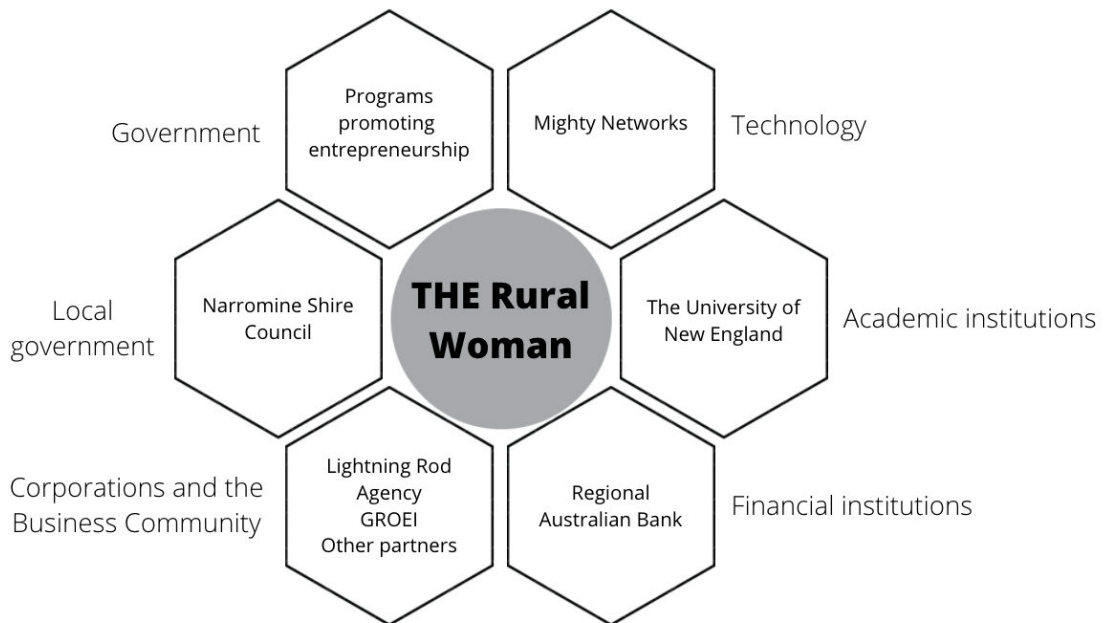 Government
Programs
promoting
entrepreneurship
Mighty Networks
Technology
Local
government
Narromine Shire
Council
THE Rural
Woman
The University of
New England
Academic institutions
Corporations and the
Business Community
Lightning Rod
Agency
GROEI
Other partners
Regional
Australian Bank
Financial institutions